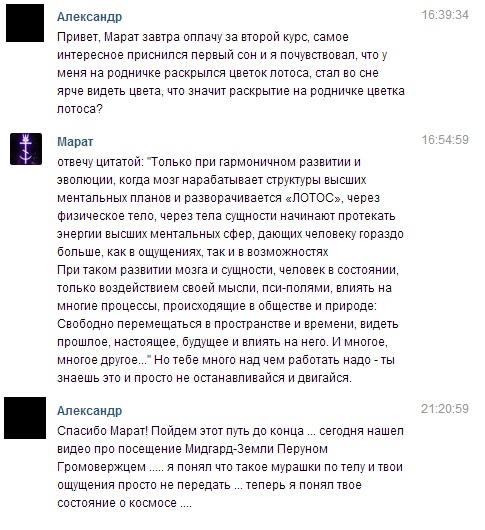 Александр 16:39:34
Привет, Марат завтра оплачу за второй курс, самое
интересное приснился первый сон и я почувствовал, что у
меня на родничке раскрылся цветок лотоса, стал во сне
ярче видеть цвета, что значит раскрытие на родничке цветка
лотоса?
Марат 16:54:59
отвечу цитатой: "Только при гармоничном развитии и
эволюции, когда мозг нарабатывает структуры высших
ментальных планов и разворачивается «ЛОТОС», через
физическое тело, через тела сущности начинают протекать
энергии высших ментальных сфер, дающих человеку гораздо
больше, как в ощущениях, так и в возможностях
При таком развитии мозга и сущности, человек в состоянии,
только воздействием своей мысли, пси-полями, влиять на
многие процессы, происходящие в обществе и природе:
Свободно перемещаться в пространстве и времени, видеть
прошлое, настоящее, будущее и влиять на него. И многое,
многое другое..." Но тебе много над чем работать надо - ты
знаешь это и просто не останавливайся и двигайся.
Александр 21:20:59
Спасибо Марат! Пойдем этот путь до конца ... сегодня нашел
видео про посещение Мидгард-Земли Перуном
Громовержцем ..... я понял что такое мурашки по телу и твои
ощущения просто не передать ... теперь я понял твое
состояние о космосе ....